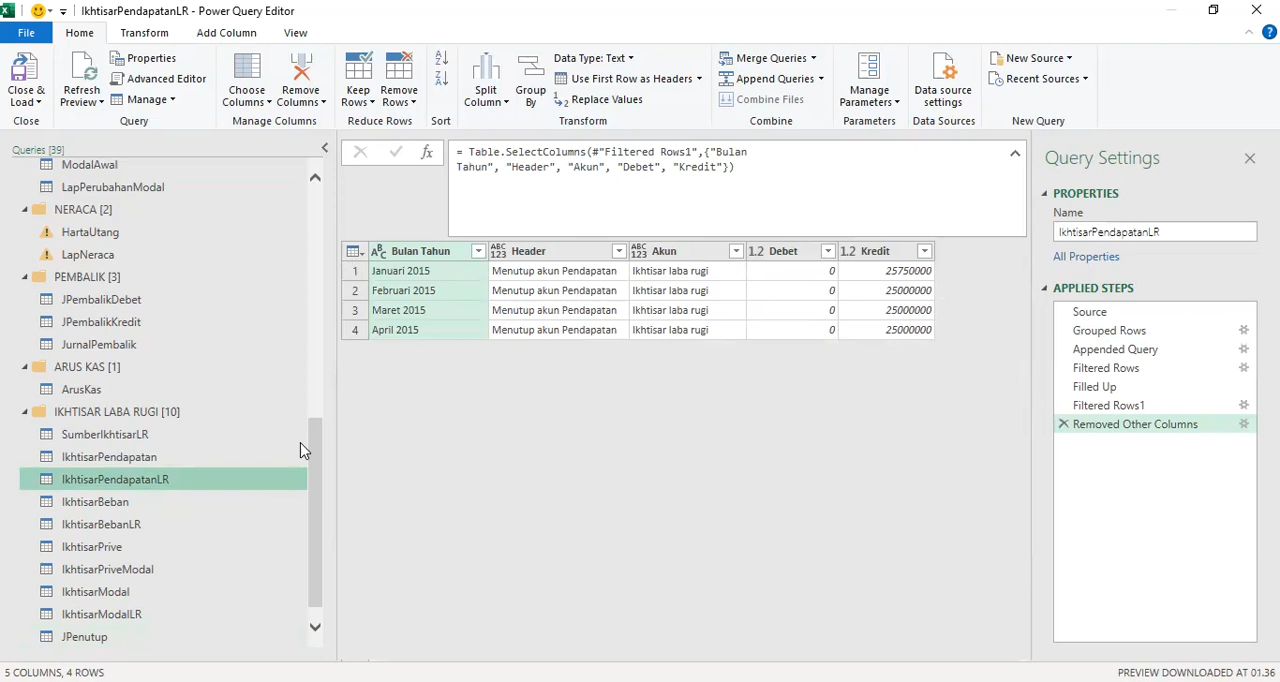 IkhtisarPendapatanLR - Power Query Editor
File Home Transform Add Column View
Close & Load
Close
Refresh Preview
Properties
Advanced Editor
Manage
Query
Choose Columns
Remove Columns
Manage Columns
Keep Rows
Remove Rows
Reduce Rows
Sort
Split Column
Group By
Data Type: Text
Use First Row as Headers
Replace Values
Transform
Merge Queries
Append Queries
Combine Files
Combine
Manage Parameters
Parameters
Data source settings
Data Sources
New Source
Recent Sources
New Query
Queries [39]
ModalAwal
LapPerubahanModal
NERACA [2]
HartaUtang
LapNeraca
PEMBALIK [3]
JPembalikDebet
JPembalikKredit
JurnalPembalik
ARUS KAS [1]
ArusKas
IKHTISAR LABA RUGI [10]
SumberIkhtisarLR
IkhtisarPendapatan
IkhtisarPendapatanLR
IkhtisarBeban
IkhtisarBebanLR
IkhtisarPrive
IkhtisarPriveModal
IkhtisarModal
IkhtisarModalLR
JPenutup
fx
= Table.SelectColumns(#"Filtered Rows1",{"Bulan
Tahun", "Header", "Akun", "Debet", "Kredit"})
ABC Bulan Tahun ABC 123 Header ABC 123 Akun 1.2 Debet 1.2 Kredit
1 Januari 2015 Menutup akun Pendapatan Ikhtisar laba rugi 0 25750000
2 Februari 2015 Menutup akun Pendapatan Ikhtisar laba rugi 0 25000000
3 Maret 2015 Menutup akun Pendapatan Ikhtisar laba rugi 0 25000000
4 April 2015 Menutup akun Pendapatan Ikhtisar laba rugi 0 25000000
Query Settings
PROPERTIES
Name
IkhtisarPendapatanLR
All Properties
APPLIED STEPS
Source
Grouped Rows
Appended Query
Filtered Rows
Filled Up
Filtered Rows1
Removed Other Columns
5 COLUMNS, 4 ROWS
PREVIEW DOWNLOADED AT 01.36